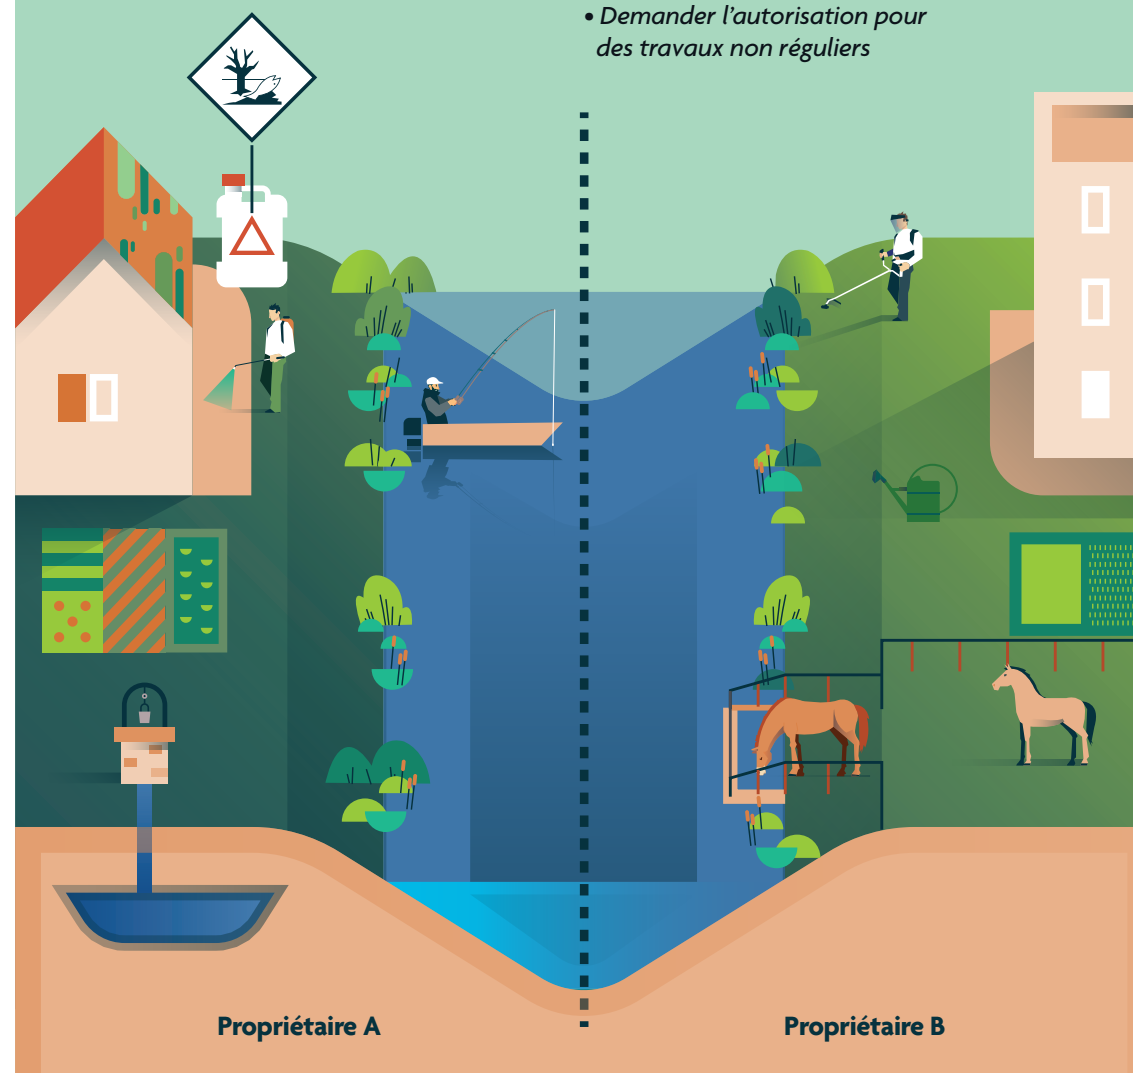 • Demander l’autorisation pour
des travaux non réguliers
Propriétaire A
Propriétaire B